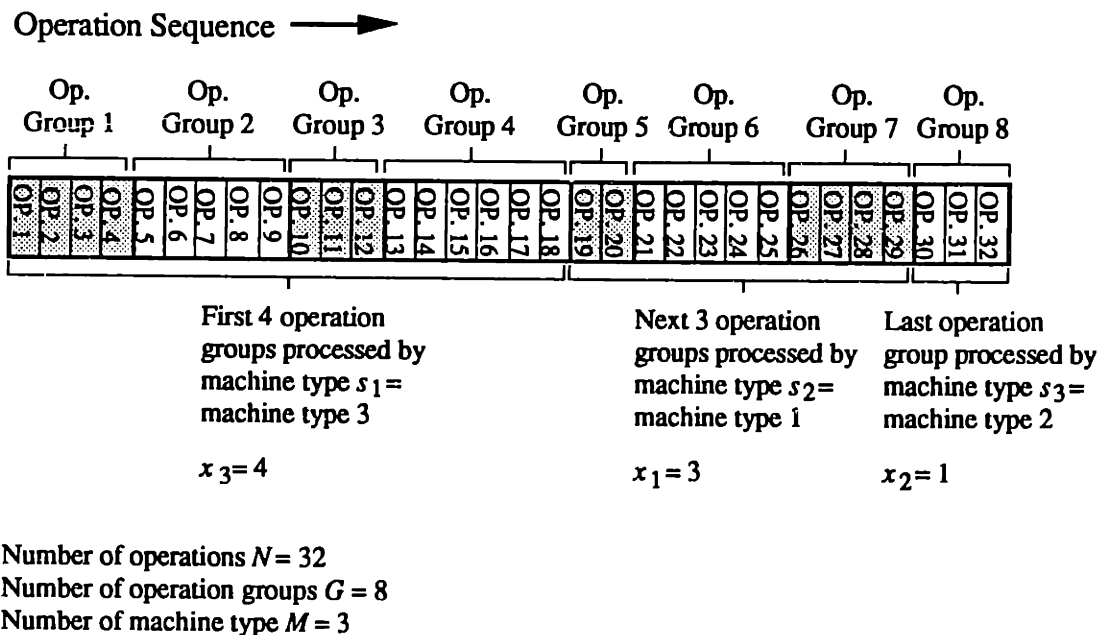 Operation Sequence
Op. Group 1
Op. Group 2
Op. Group 3
Op. Group 4
Op. Group 5
Op. Group 6
Op. Group 7
Op. Group 8
OP. 1
OP. 2
OP. 3
OP. 4
OP. 5
OP. 6
OP. 7
OP. 8
OP. 9
OP. 10
OP. 11
OP. 12
OP. 13
OP. 14
OP. 15
OP. 16
OP. 17
OP. 18
OP. 19
OP. 20
OP. 21
OP. 22
OP. 23
OP. 24
OP. 25
OP. 26
OP. 27
OP. 28
OP. 29
OP. 30
OP. 31
OP. 32
First 4 operation
groups processed by
machine type s1=
machine type 3
x3= 4
Next 3 operation
groups processed by
machine type s2=
machine type 1
x1= 3
Last operation
group processed by
machine type s3=
machine type 2
x2= 1
Number of operations N= 32
Number of operation groups G = 8
Number of machine type M = 3